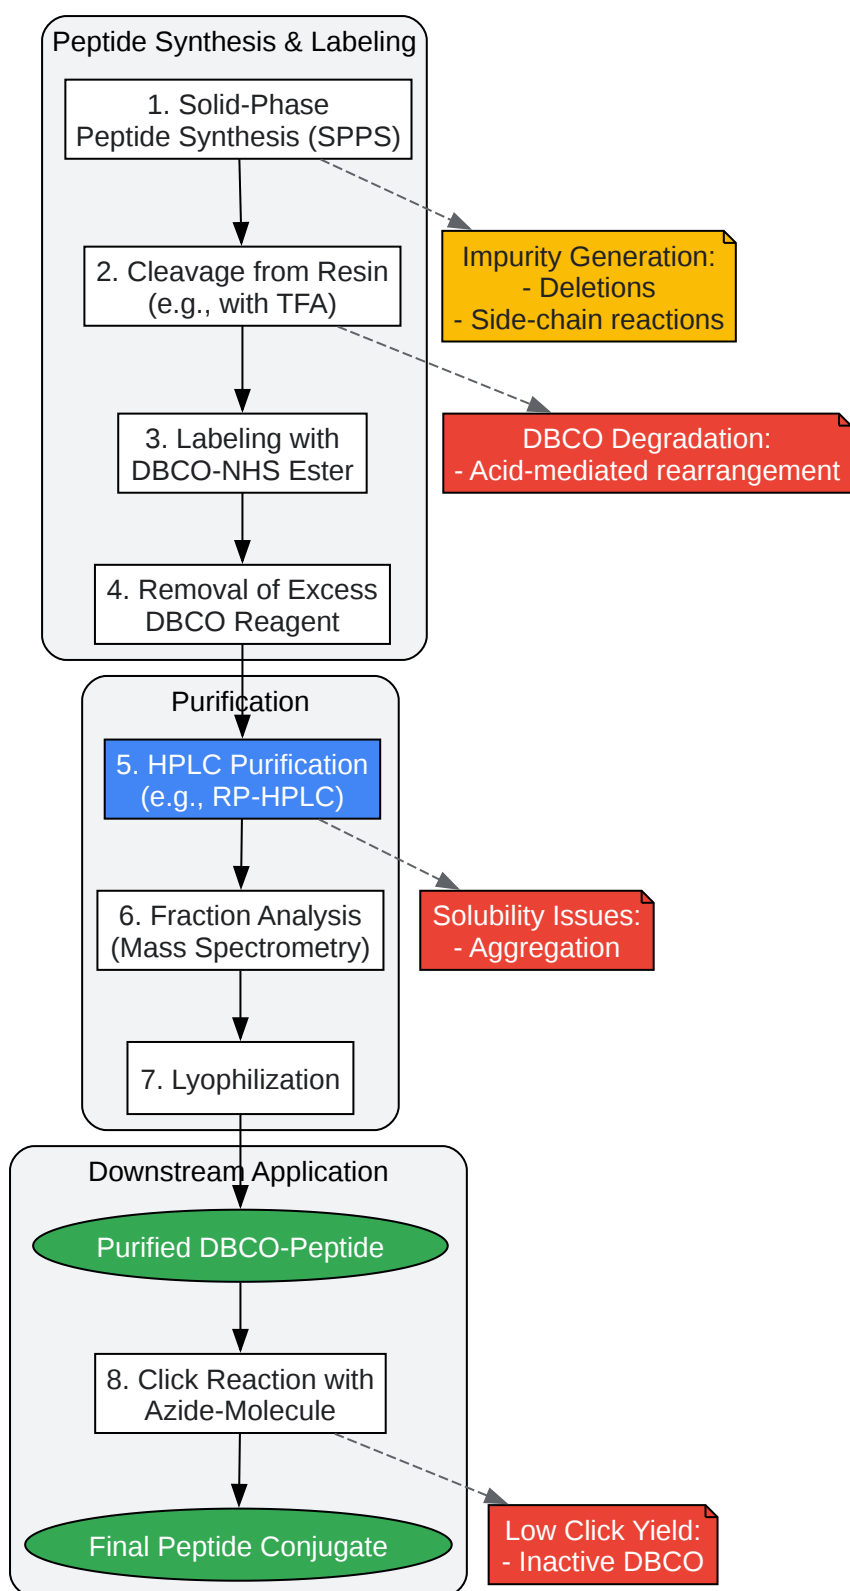 Peptide Synthesis & Labeling
1. Solid-Phase
Peptide Synthesis (SPPS)
Impurity Generation:
- Deletions
- Side-chain reactions
2. Cleavage from Resin
(e.g., with TFA)
DBCO Degradation:
- Acid-mediated rearrangement
3. Labeling with
DBCO-NHS Ester
4. Removal of Excess
DBCO Reagent
Purification
5. HPLC Purification
(e.g., RP-HPLC)
Solubility Issues:
- Aggregation
6. Fraction Analysis
(Mass Spectrometry)
7. Lyophilization
Downstream Application
Purified DBCO-Peptide
8. Click Reaction with
Azide-Molecule
Low Click Yield:
- Inactive DBCO
Final Peptide Conjugate